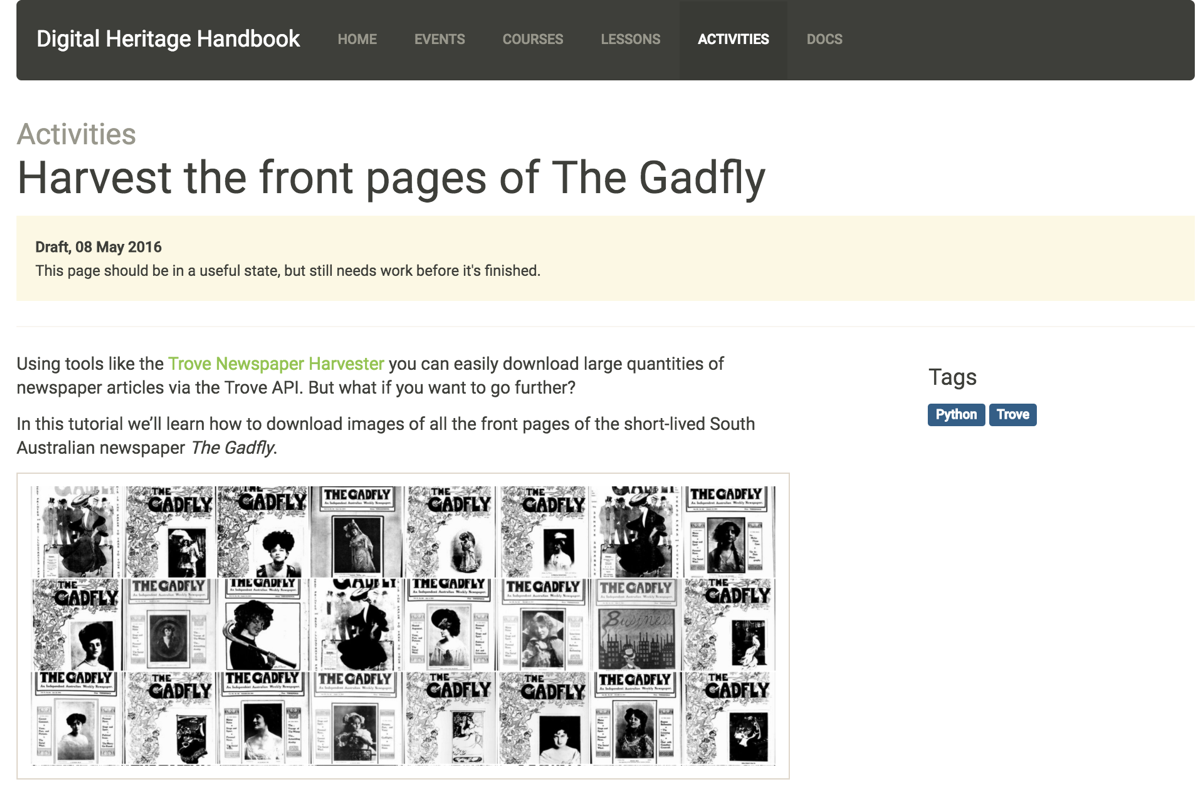 Digital Heritage Handbook HOME EVENTS COURSES LESSONS ACTIVITIES DOCS
Activities
Harvest the front pages of The Gadfly
Draft, 08 May 2016
This page should be in a useful state, but still needs work before it's finished.
Using tools like the Trove Newspaper Harvester you can easily download large quantities of
newspaper articles via the Trove API. But what if you want to go further?
In this tutorial we’ll learn how to download images of all the front pages of the short-lived South
Australian newspaper The Gadfly.
Tags
Python Trove
THE GADFLY THE GADFLY THE GADFLY THE GADFLY THE GADFLY THE GADFLY
An Independent Australian Weekly Newspaper
THE GADFLY THE GADFLY THE GADFLY THE GADFLY THE GADFLY THE GADFLY THE GADFLY
Business
THE GADFLY THE GADFLY THE GADFLY THE GADFLY THE GADFLY THE GADFLY THE GADFLY THE GADFLY